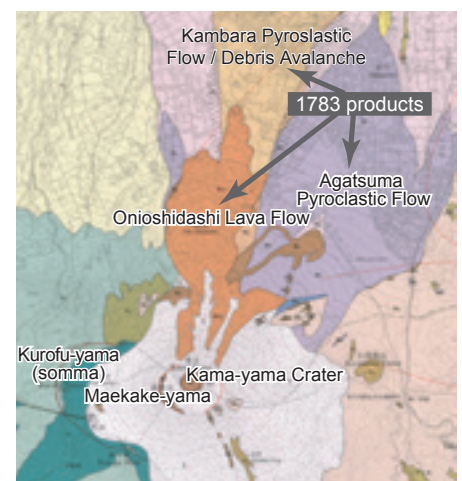 Kambara Pyroslastic
Flow / Debris Avalanche
1783 products
Agatsuma
Pyroclastic Flow
Onioshidashi Lava Flow
Kurofu-yama
(somma)
Kama-yama Crater
Maekake-yama